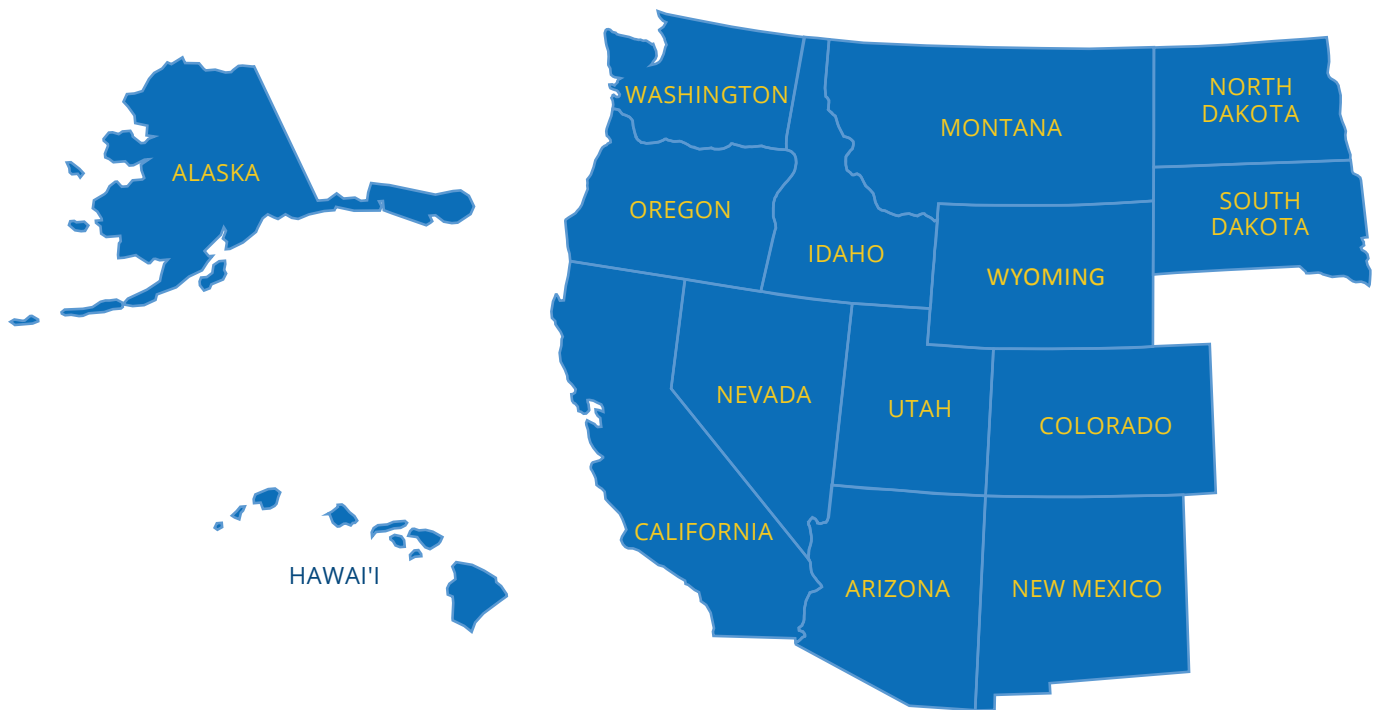 WASHINGTON
NORTH
DAKOTA
MONTANA
ALASKA
SOUTH
DAKOTA
OREGON
IDAHO
WYOMING
NEVADA
UTAH
COLORADO
CALIFORNIA
HAWAI'I
ARIZONA
NEW MEXICO